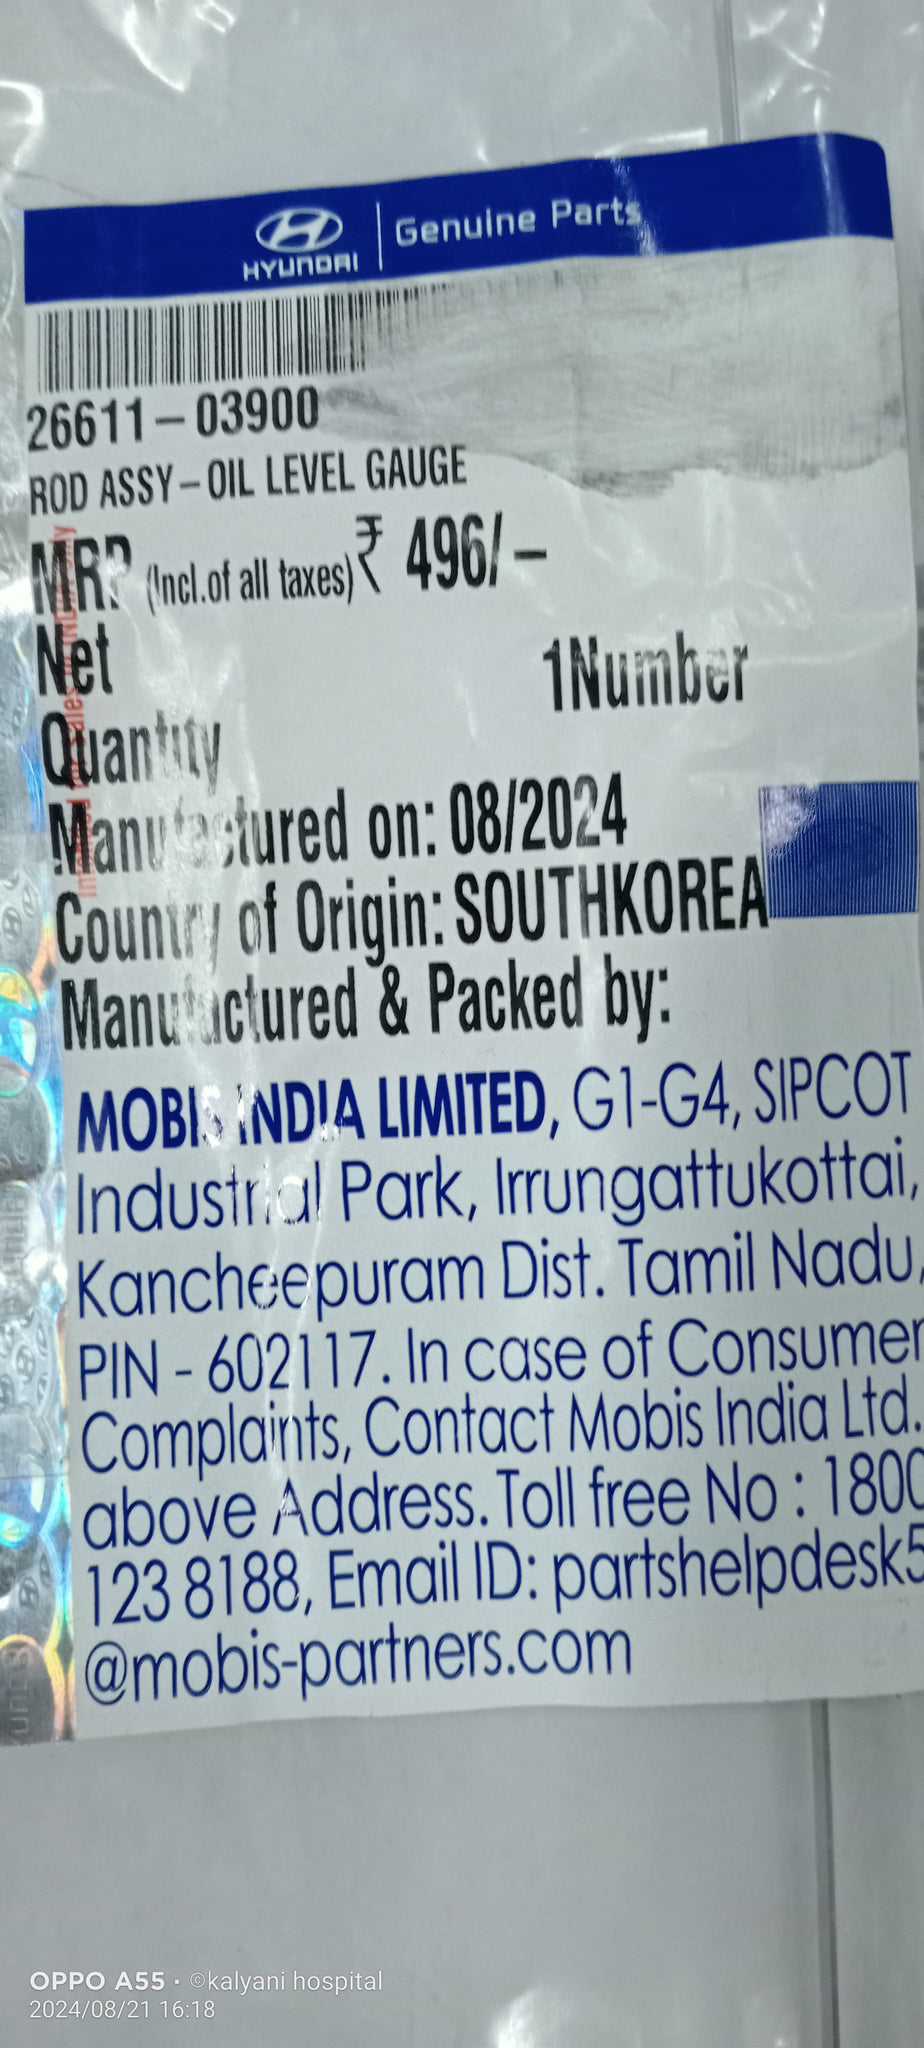 HYUNDAI | Genuine Parts
26611-03900
ROD ASSY-OIL LEVEL GAUGE
MRP (Incl.of all taxes) ₹ 496/-
Net
1Number
Quantity
Manufactured on: 08/2024
Country of Origin: SOUTHKOREA
Manufactured & Packed by:
MOBIS INDIA LIMITED, G1-G4, SIPCOT
Industrial Park, Irrungattukottai,
Kancheepuram Dist. Tamil Nadu,
PIN - 602117. In case of Consumer
Complaints, Contact Mobis India Ltd.
above Address. Toll free No : 1800
123 8188, Email ID: partshelpdesk5
@mobis-partners.com
OPPO A55 · ©kalyani hospital
2024/08/21 16:18